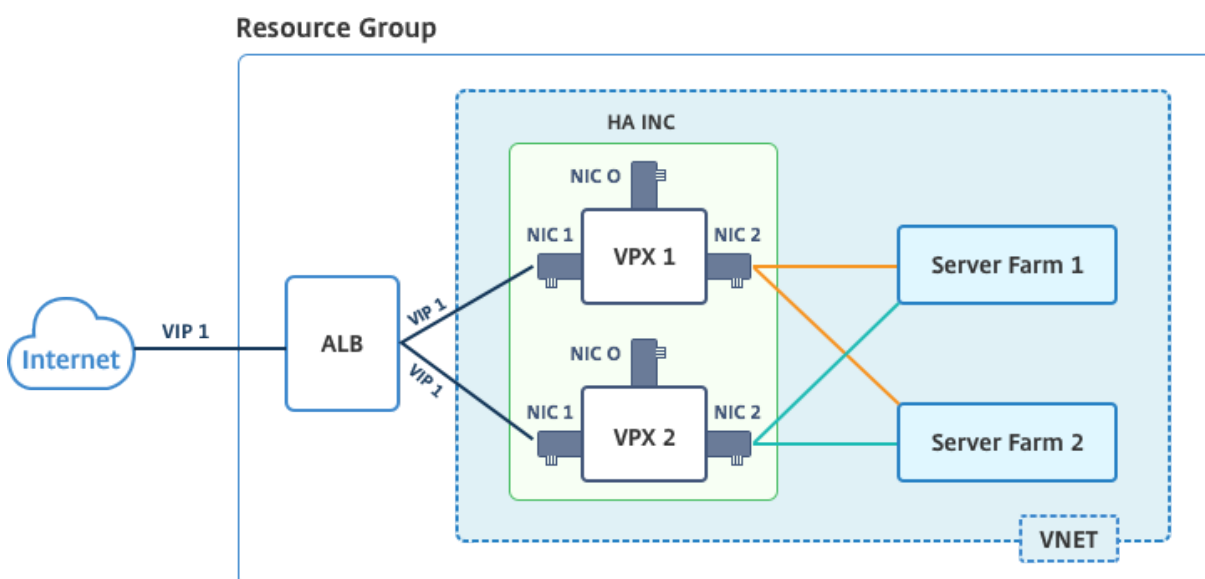 Resource Group
HA INC
NIC O
NIC 1
NIC 2
VPX 1
Server Farm 1
VIP 1
VIP 1
ALB
Internet
VIP 1
NIC O
NIC 1
NIC 2
VPX 2
Server Farm 2
VNET